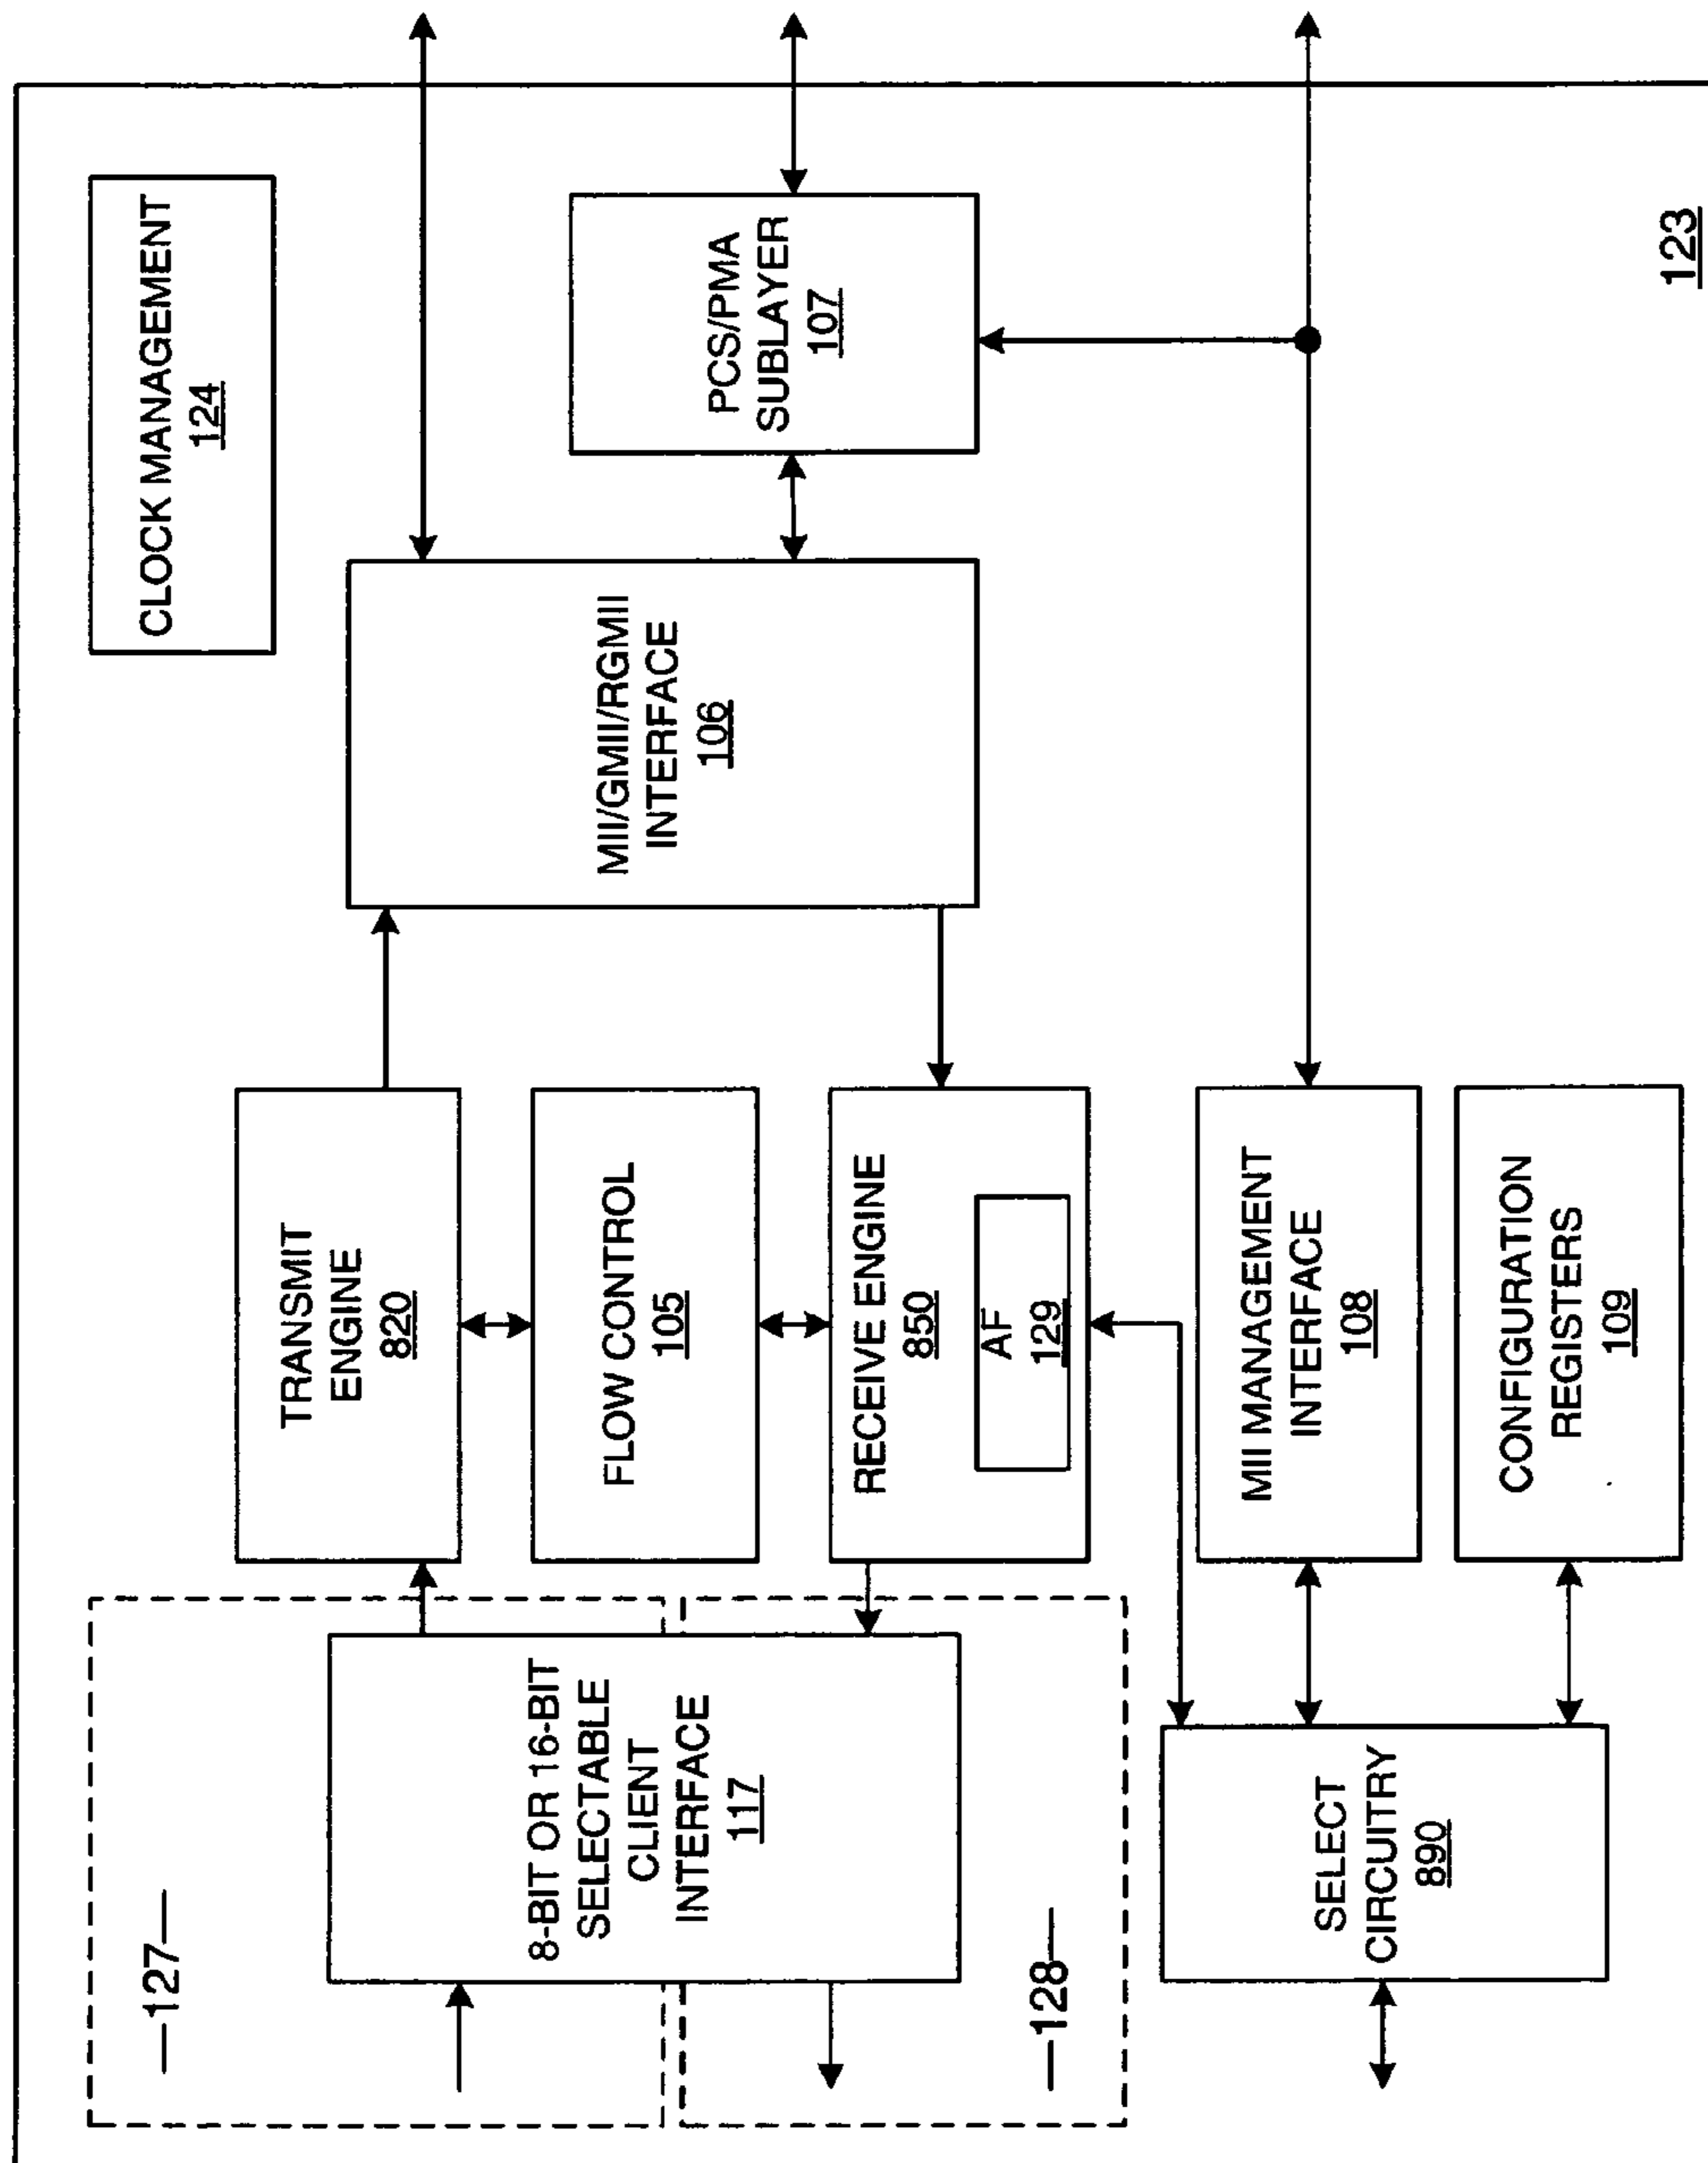 CLOCK MANAGEMENT
124
—127—
TRANSMIT
ENGINE
820
8-BIT OR 16-BIT
SELECTABLE
CLIENT
INTERFACE
117
FLOW CONTROL
105
MII/GMII/RGMII
INTERFACE
106
PCS/PMA
SUBLAYER
107
RECEIVE ENGINE
850
AF
129
—128—
SELECT
CIRCUITRY
890
MII MANAGEMENT
INTERFACE
108
CONFIGURATION
REGISTERS
109
123